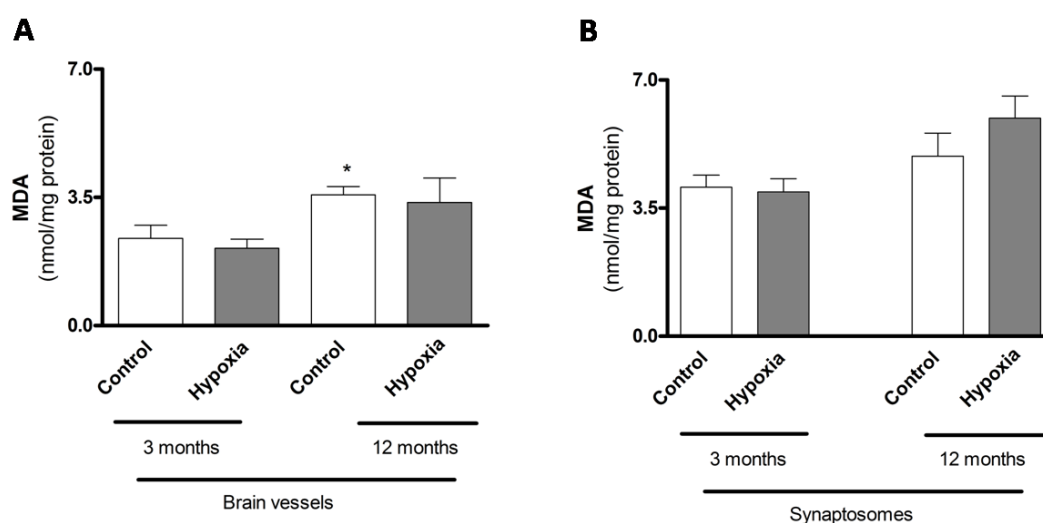 A
7.0
3.5
0.0
MDA
(nmol/mg protein)
*
Control
Hypoxia
Control
Hypoxia
3 months
12 months
Brain vessels
B
7.0
3.5
0.0
MDA
(nmol/mg protein)
Control
Hypoxia
Control
Hypoxia
3 months
12 months
Synaptosomes